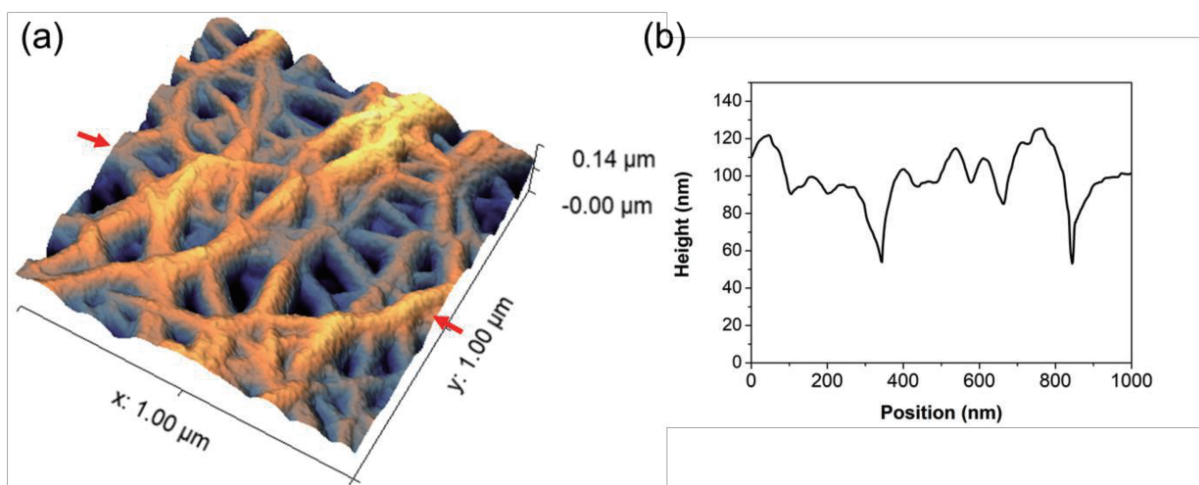 (a)
0.14 µm
-0.00 µm
x: 1.00 µm
y: 1.00 µm
(b)
140
120
100
80
60
40
20
0
0 200 400 600 800 1000
Height (nm)
Position (nm)